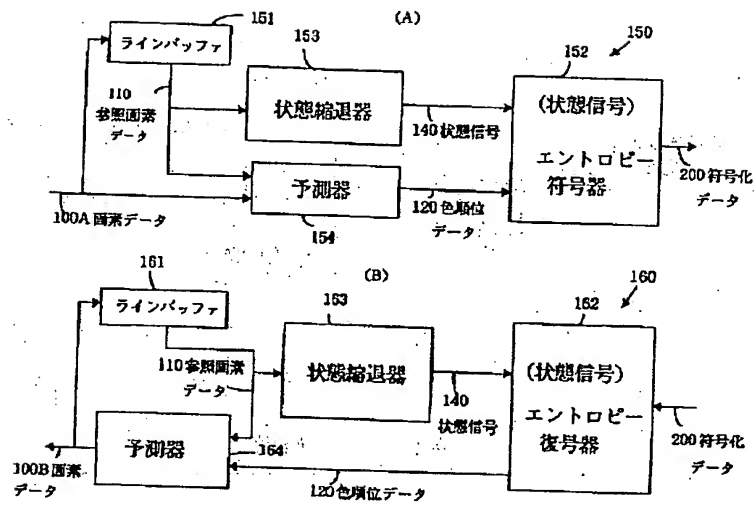 (A)
151
ラインバッファ
153
152
150
110
参照画素
データ
状態縮退器
140 状態信号
(状態信号)
エントロピー
符号器
予測器
154
100A 画素データ
120 色順位
データ
200 符号化
データ
(B)
161
ラインバッファ
163
162
160
110 参照画素
データ
状態縮退器
140
状態信号
(状態信号)
エントロピー
復号器
予測器
164
100B 画素
データ
120 色順位データ
200 符号化
データ